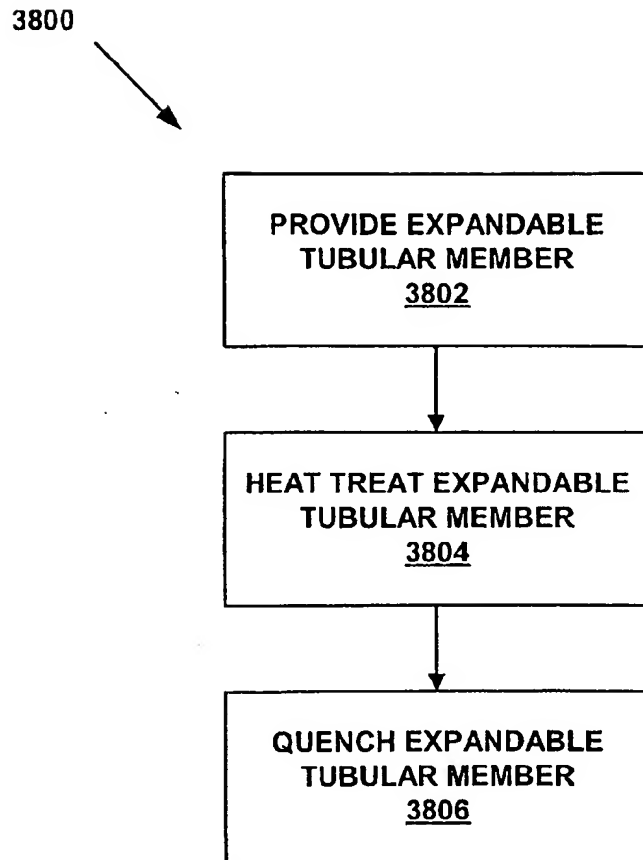 3800
PROVIDE EXPANDABLE
TUBULAR MEMBER
3802
HEAT TREAT EXPANDABLE
TUBULAR MEMBER
3804
QUENCH EXPANDABLE
TUBULAR MEMBER
3806